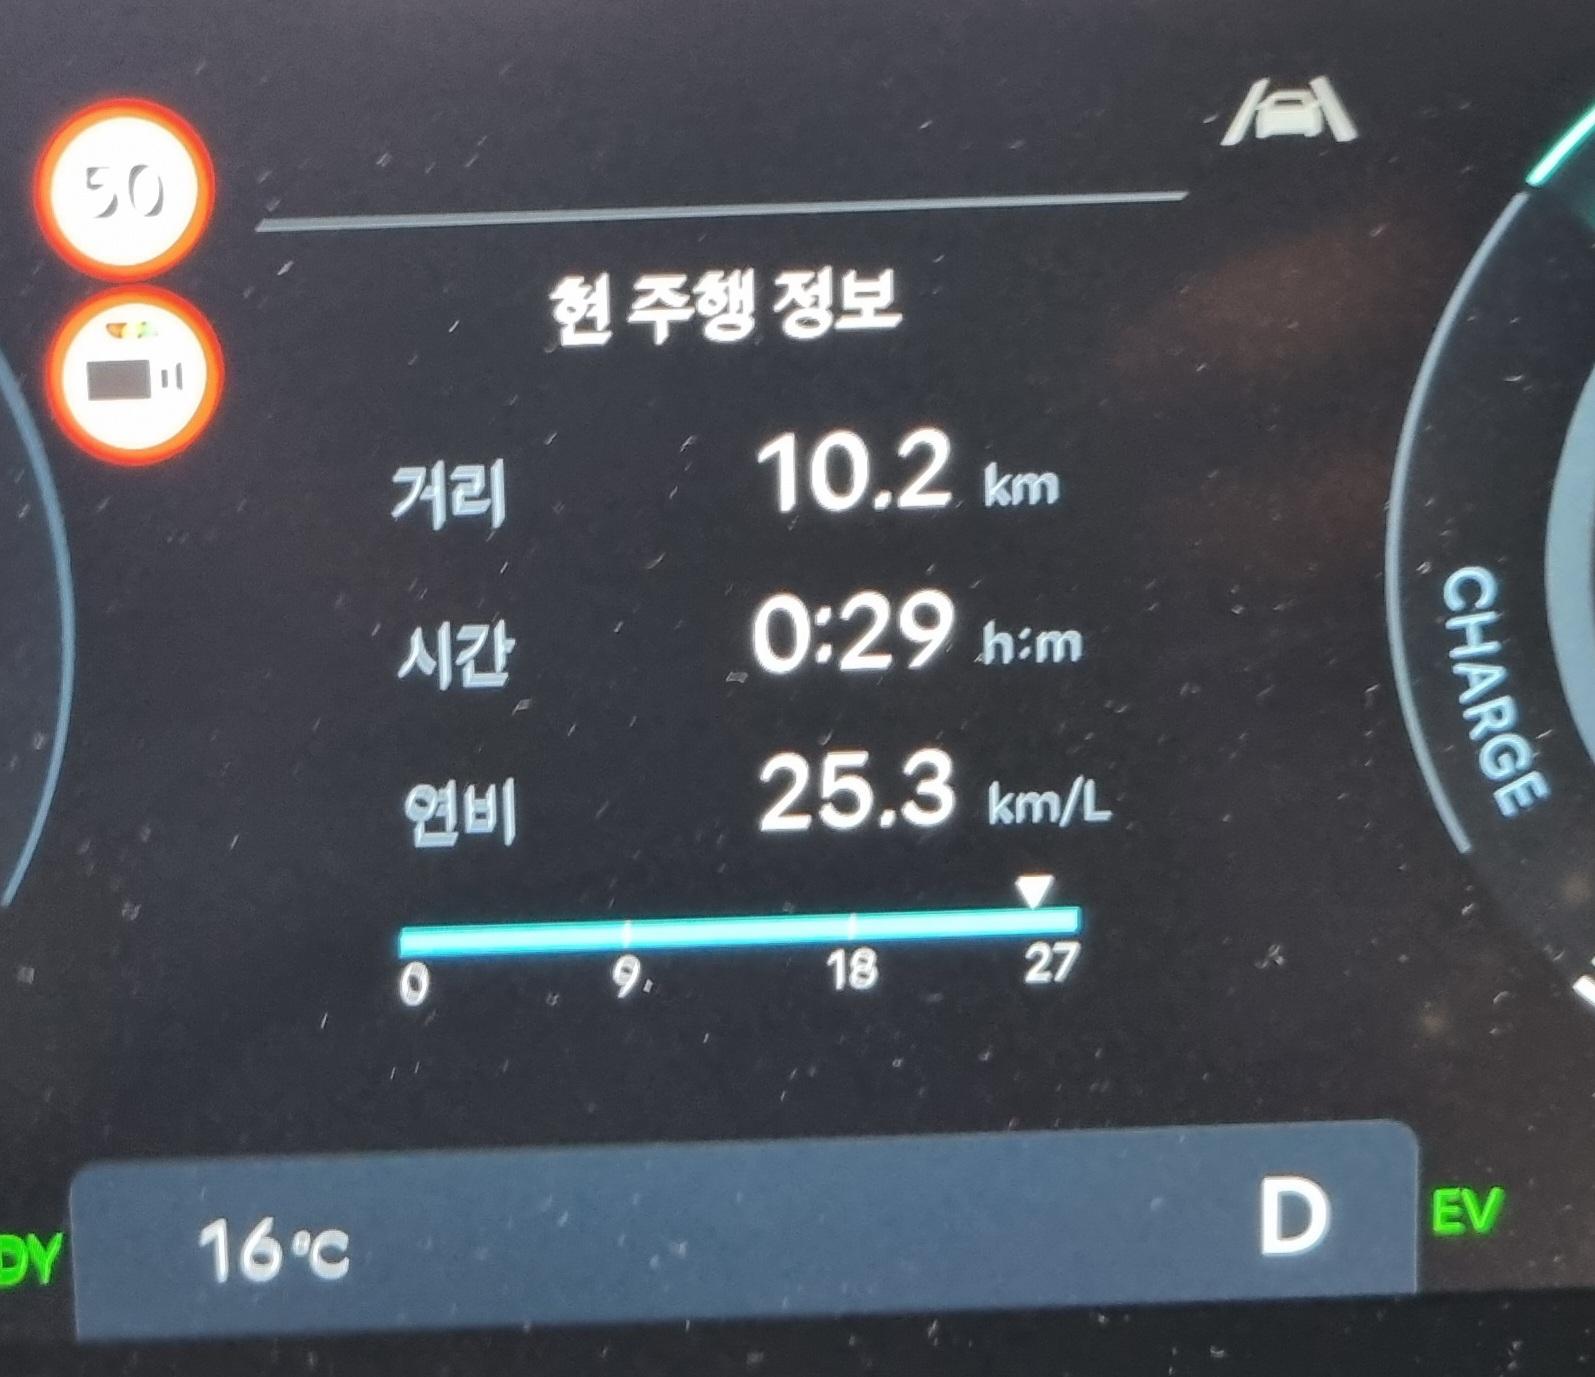 50
현 주행 정보
거리 10.2 km
시간 0:29 h:m
연비 25.3 km/L
0 9 18 27
CHARGE
DY 16°C D EV